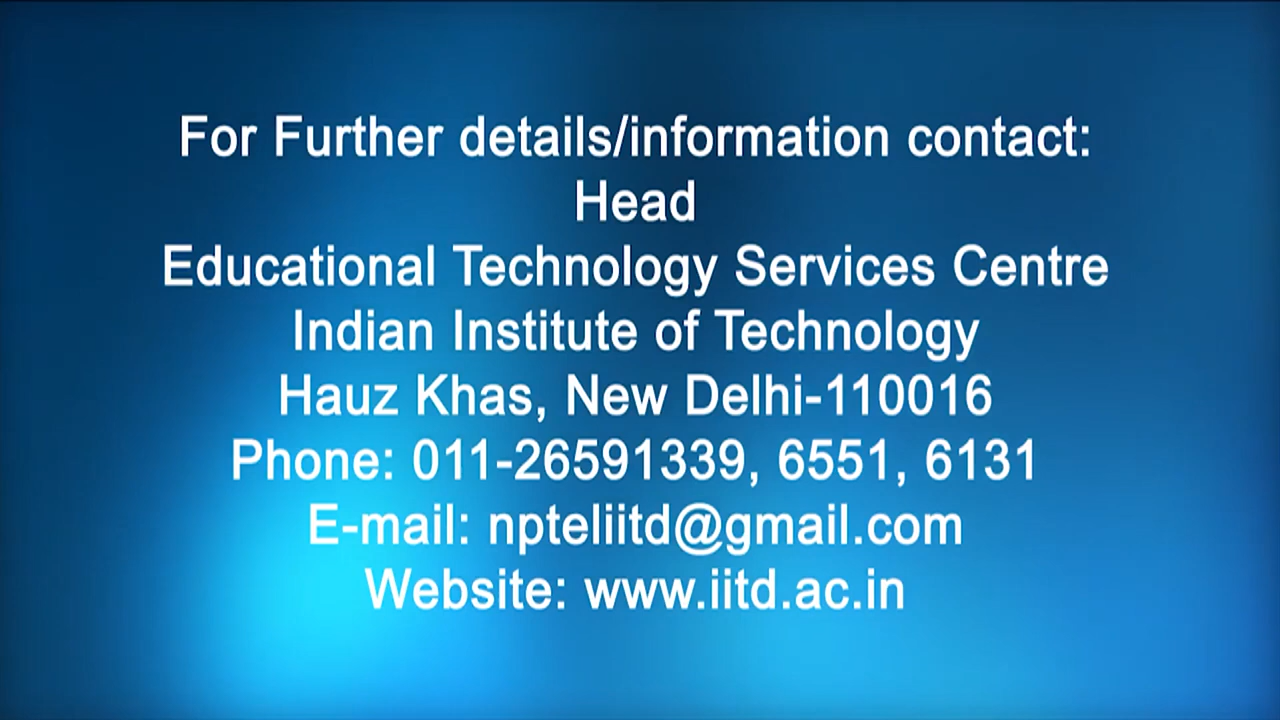 For Further details/information contact:
Head
Educational Technology Services Centre
Indian Institute of Technology
Hauz Khas, New Delhi-110016
Phone: 011-26591339, 6551, 6131
E-mail: npteliitd@gmail.com
Website: www.iitd.ac.in